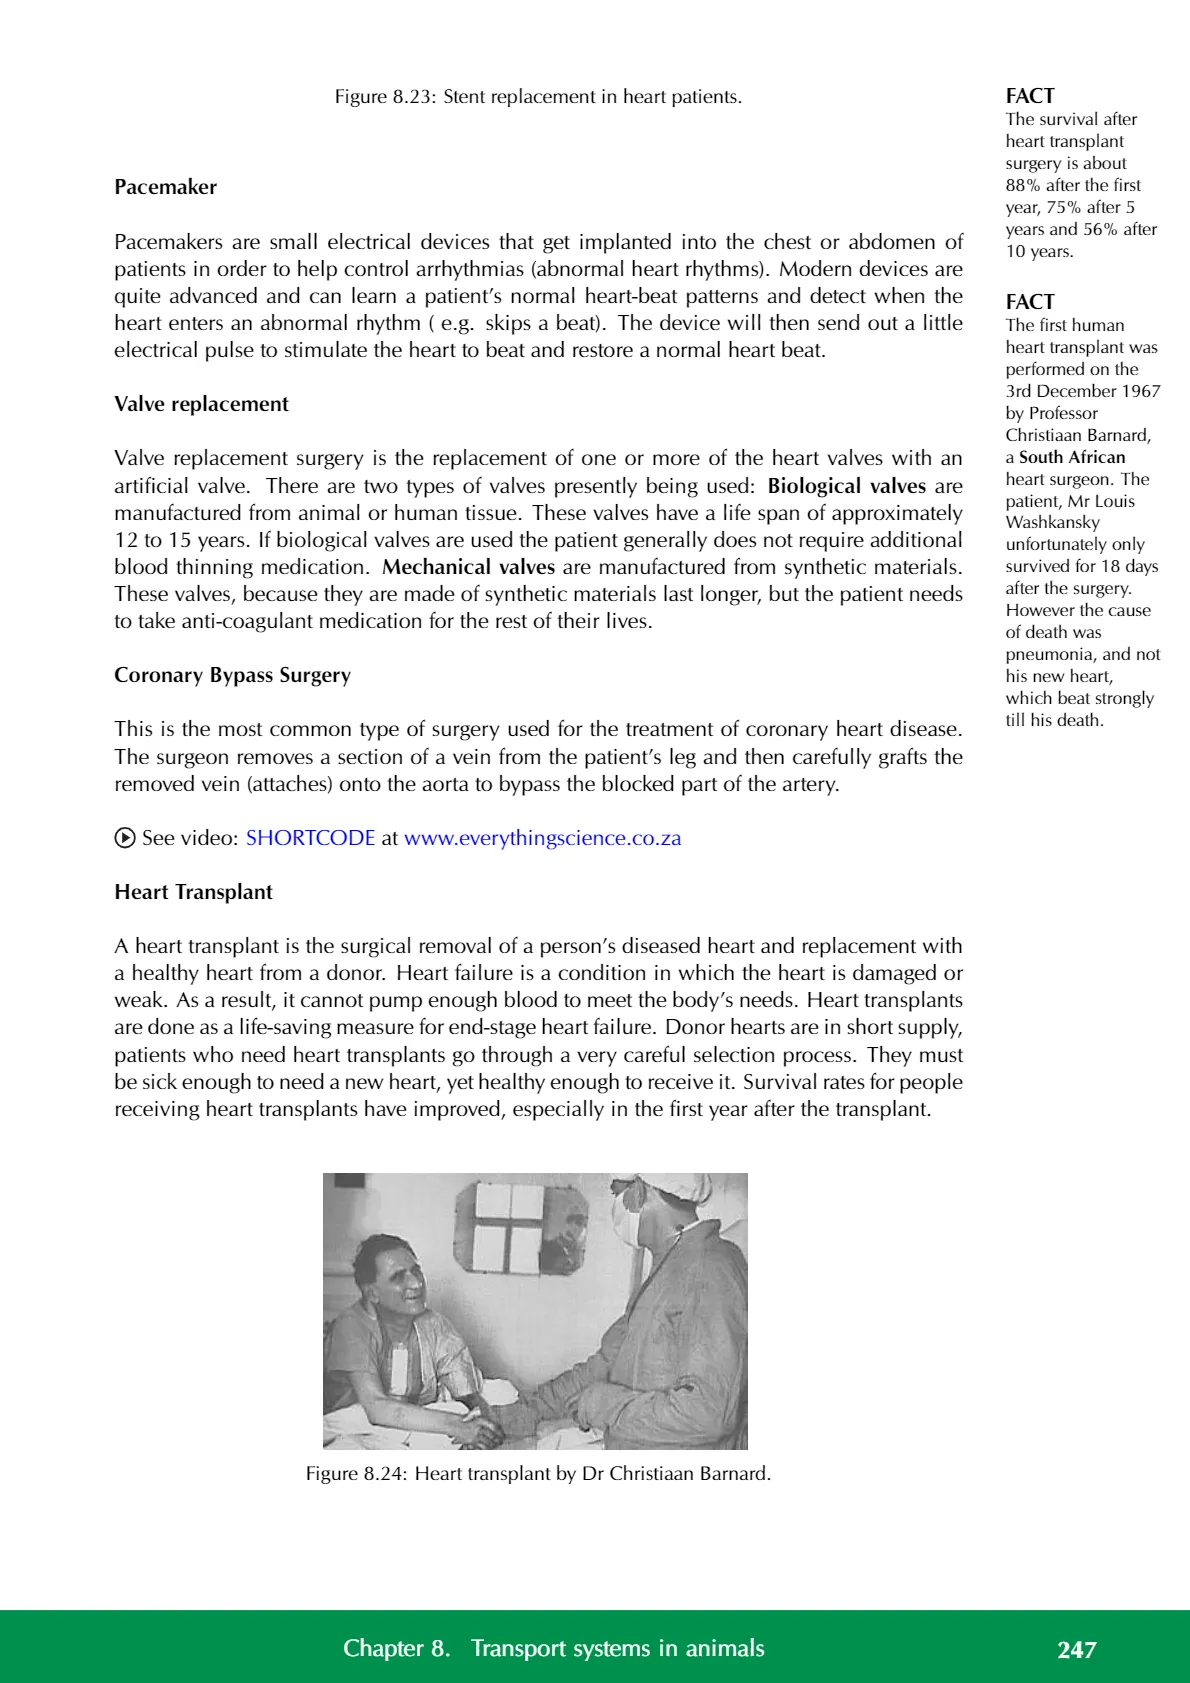 Figure 8.23: Stent replacement in heart patients.
Pacemaker
Pacemakers are small electrical devices that get implanted into the chest or abdomen of
patients in order to help control arrhythmias (abnormal heart rhythms). Modern devices are
quite advanced and can learn a patient's normal heart-beat patterns and detect when the
heart enters an abnormal rhythm ( e.g. skips a beat). The device will then send out a little
electrical pulse to stimulate the heart to beat and restore a normal heart beat.
Valve replacement
Valve replacement surgery is the replacement of one or more of the heart valves with an
artificial valve. There are two types of valves presently being used: Biological valves are
manufactured from animal or human tissue. These valves have a life span of approximately
12 to 15 years. If biological valves are used the patient generally does not require additional
blood thinning medication. Mechanical valves are manufactured from synthetic materials.
These valves, because they are made of synthetic materials last longer, but the patient needs
to take anti-coagulant medication for the rest of their lives.
Coronary Bypass Surgery
This is the most common type of surgery used for the treatment of coronary heart disease.
The surgeon removes a section of a vein from the patient's leg and then carefully grafts the
removed vein (attaches) onto the aorta to bypass the blocked part of the artery.
See video: SHORTCODE at www.everythingscience.co.za
Heart Transplant
A heart transplant is the surgical removal of a person's diseased heart and replacement with
a healthy heart from a donor. Heart failure is a condition in which the heart is damaged or
weak. As a result, it cannot pump enough blood to meet the body's needs. Heart transplants
are done as a life-saving measure for end-stage heart failure. Donor hearts are in short supply,
patients who need heart transplants go through a very careful selection process. They must
be sick enough to need a new heart, yet healthy enough to receive it. Survival rates for people
receiving heart transplants have improved, especially in the first year after the transplant.
Figure 8.24: Heart transplant by Dr Christiaan Barnard.
FACT
The survival after
heart transplant
surgery is about
88% after the first
year, 75% after 5
years and 56% after
10 years.
FACT
The first human
heart transplant was
performed on the
3rd December 1967
by Professor
Christiaan Barnard,
a South African
heart surgeon. The
patient, Mr Louis
Washkansky
unfortunately only
survived for 18 days
after the surgery.
However the cause
of death was
pneumonia, and not
his new heart,
which beat strongly
till his death.
Chapter 8. Transport systems in animals
247